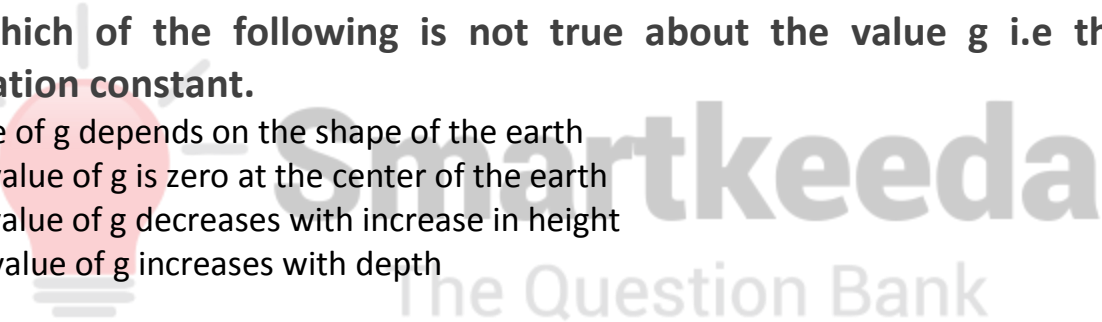 hich of the following is not true about the value g i.e th
ation constant.
e of g depends on the shape of the earth
value of g is zero at the center of the earth
value of g decreases with increase in height
value of g increases with depth
Smartkeeda
The Question Bank